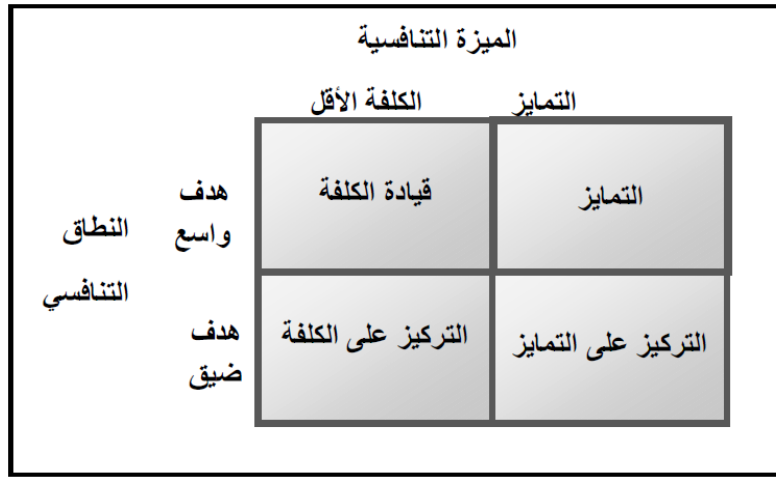 الميزة التنافسية
التمايز
الكلفة الأقل
هدف
واسع
النطاق
التنافسي
التمايز
قيادة الكلفة
هدف
ضيق
التركيز على التمايز
التركيز على الكلفة